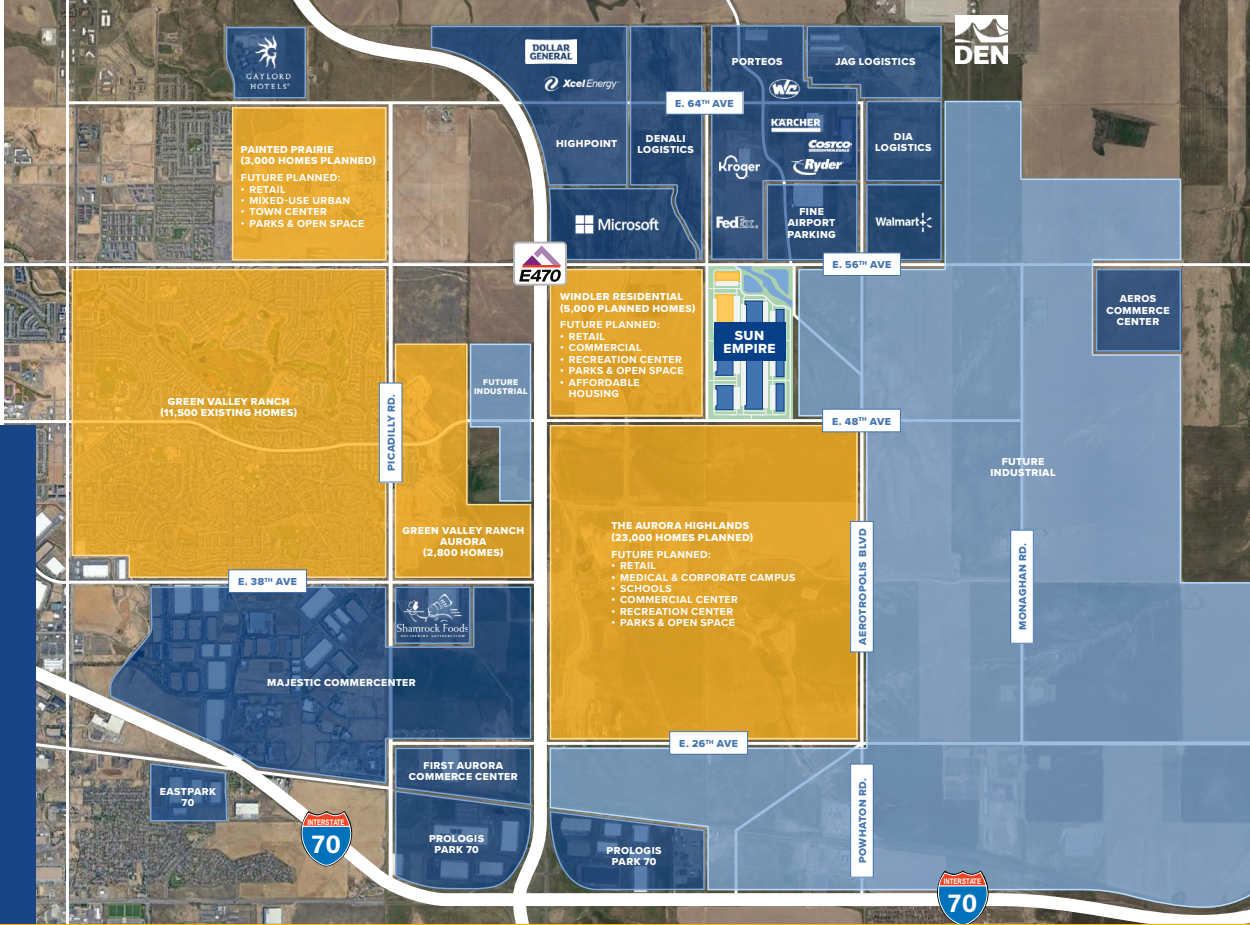 GAYLORD
HOTELS®
DOLLAR
GENERAL
XcelEnergy
PORTEOS
JAG LOGISTICS
DEN
E. 64TH AVE
WC
KÄRCHER
COSTCO
WHOLESALE
Ryder
Kroger
HIGHPOINT
DENALI
LOGISTICS
DIA
LOGISTICS
PAINTED PRAIRIE
(3,000 HOMES PLANNED)
FUTURE PLANNED:
• RETAIL
• MIXED-USE URBAN
• TOWN CENTER
• PARKS & OPEN SPACE
Microsoft
FedEx
FINE
AIRPORT
PARKING
Walmart
E470
E. 56TH AVE
WINDLER RESIDENTIAL
(5,000 PLANNED HOMES)
FUTURE PLANNED:
• RETAIL
• COMMERCIAL
• RECREATION CENTER
• PARKS & OPEN SPACE
• AFFORDABLE
HOUSING
SUN
EMPIRE
AEROS
COMMERCE
CENTER
GREEN VALLEY RANCH
(11,500 EXISTING HOMES)
PICADILLY RD.
FUTURE
INDUSTRIAL
E. 48TH AVE
FUTURE
INDUSTRIAL
GREEN VALLEY RANCH
AURORA
(2,800 HOMES)
THE AURORA HIGHLANDS
(23,000 HOMES PLANNED)
FUTURE PLANNED:
• RETAIL
• MEDICAL & CORPORATE CAMPUS
• SCHOOLS
• COMMERCIAL CENTER
• RECREATION CENTER
• PARKS & OPEN SPACE
AEROTROPOLIS BLVD
MONAGHAN RD.
E. 38TH AVE
Shamrock Foods
DELIVERING SATISFACTION
MAJESTIC COMMERCENTER
E. 26TH AVE
FIRST AURORA
COMMERCE CENTER
EASTPARK
70
INTERSTATE
70
PROLOGIS
PARK 70
PROLOGIS
PARK 70
POWHATON RD.
INTERSTATE
70